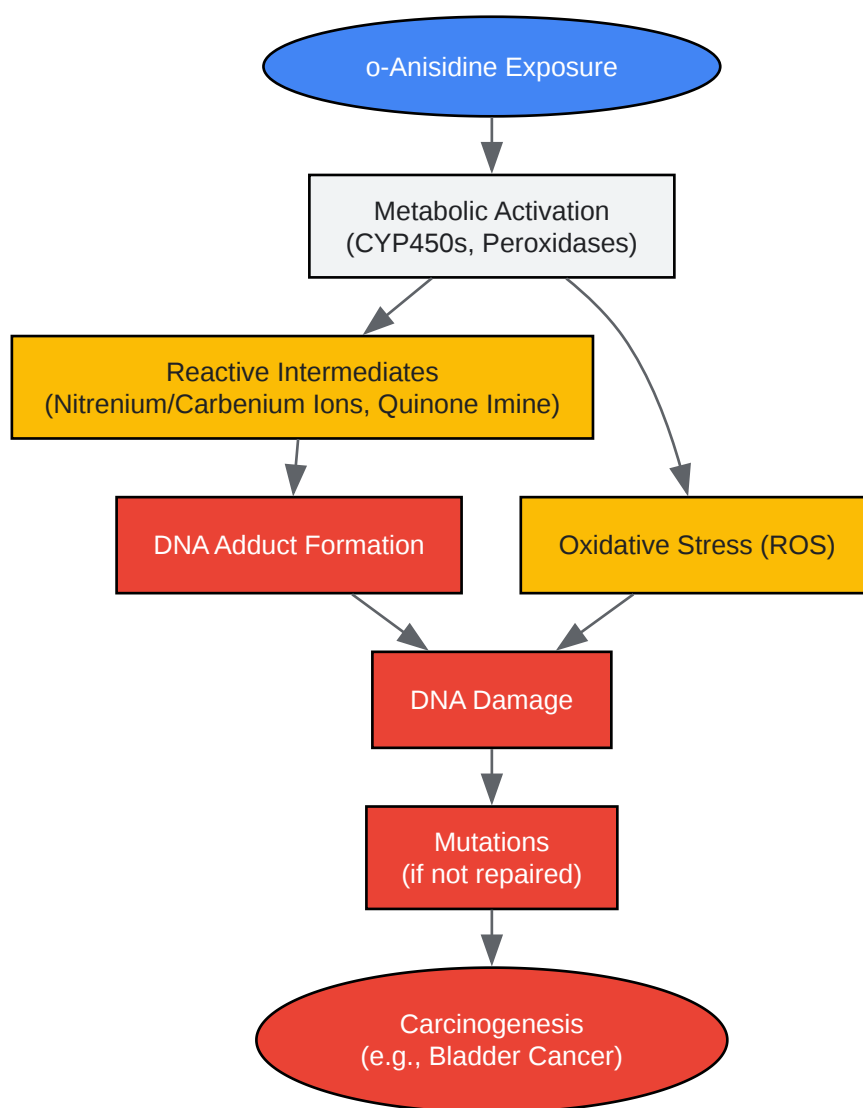 o-Anisidine Exposure
Metabolic Activation
(CYP450s, Peroxidases)
Reactive Intermediates
(Nitrenium/Carbenium Ions, Quinone Imine)
DNA Adduct Formation
Oxidative Stress (ROS)
DNA Damage
Mutations
(if not repaired)
Carcinogenesis
(e.g., Bladder Cancer)